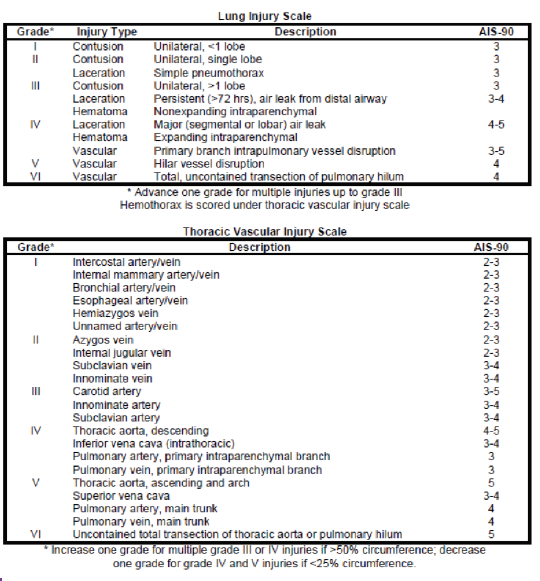 Lung Injury Scale
Grade* Injury Type Description AIS-90
I Contusion Unilateral, <1 lobe 3
II Contusion Unilateral, single lobe 3
Laceration Simple pneumothorax 3
III Contusion Unilateral, >1 lobe 3
Laceration Persistent (>72 hrs), air leak from distal airway 3-4
Hematoma Nonexpanding intraparenchymal
IV Laceration Major (segmental or lobar) air leak 4-5
Hematoma Expanding intraparenchymal
Vascular Primary branch intrapulmonary vessel disruption 3-5
V Vascular Hilar vessel disruption 4
VI Vascular Total, uncontained transection of pulmonary hilum 4
* Advance one grade for multiple injuries up to grade III
Hemothorax is scored under thoracic vascular injury scale
Thoracic Vascular Injury Scale
Grade* Description AIS-90
I Intercostal artery/vein 2-3
Internal mammary artery/vein 2-3
Bronchial artery/vein 2-3
Esophageal artery/vein 2-3
Hemiazygos vein 2-3
Unnamed artery/vein 2-3
II Azygos vein 2-3
Internal jugular vein 2-3
Subclavian vein 3-4
Innominate vein 3-4
III Carotid artery 3-5
Innominate artery 3-4
Subclavian artery 3-4
IV Thoracic aorta, descending 4-5
Inferior vena cava (intrathoracic) 3-4
Pulmonary artery, primary intraparenchymal branch 3
Pulmonary vein, primary intraparenchymal branch 3
V Thoracic aorta, ascending and arch 5
Superior vena cava 3-4
Pulmonary artery, main trunk 4
Pulmonary vein, main trunk 4
VI Uncontained total transection of thoracic aorta or pulmonary hilum 5
* Increase one grade for multiple grade III or IV injuries if >50% circumference; decrease
one grade for grade IV and V injuries if <25% circumference.